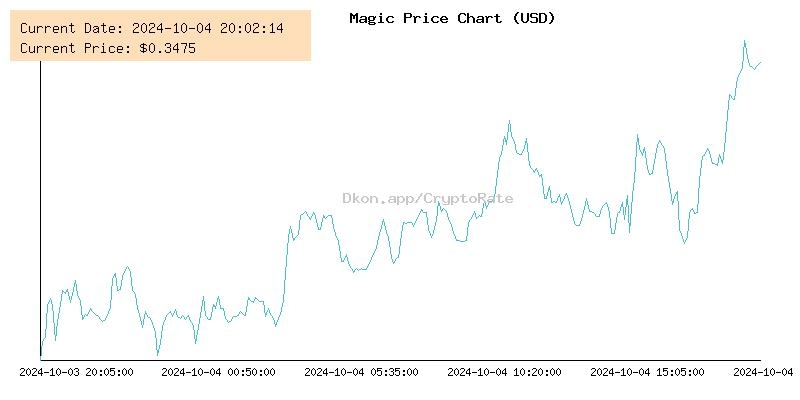 Magic Price Chart (USD)
Current Date: 2024-10-04 20:02:14
Current Price: $0.3475
Dkon.app/CryptoRate
2024-10-03 20:05:00 2024-10-04 00:50:00 2024-10-04 05:35:00 2024-10-04 10:20:00 2024-10-04 15:05:00 2024-10-04